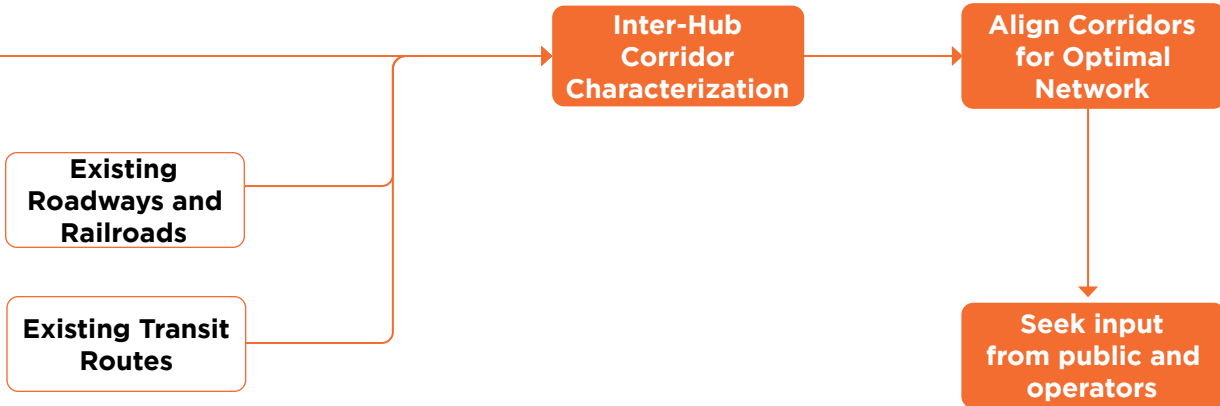 Inter-Hub
Corridor
Characterization
Align Corridors
for Optimal
Network
Existing
Roadways and
Railroads
Existing Transit
Routes
Seek input
from public and
operators